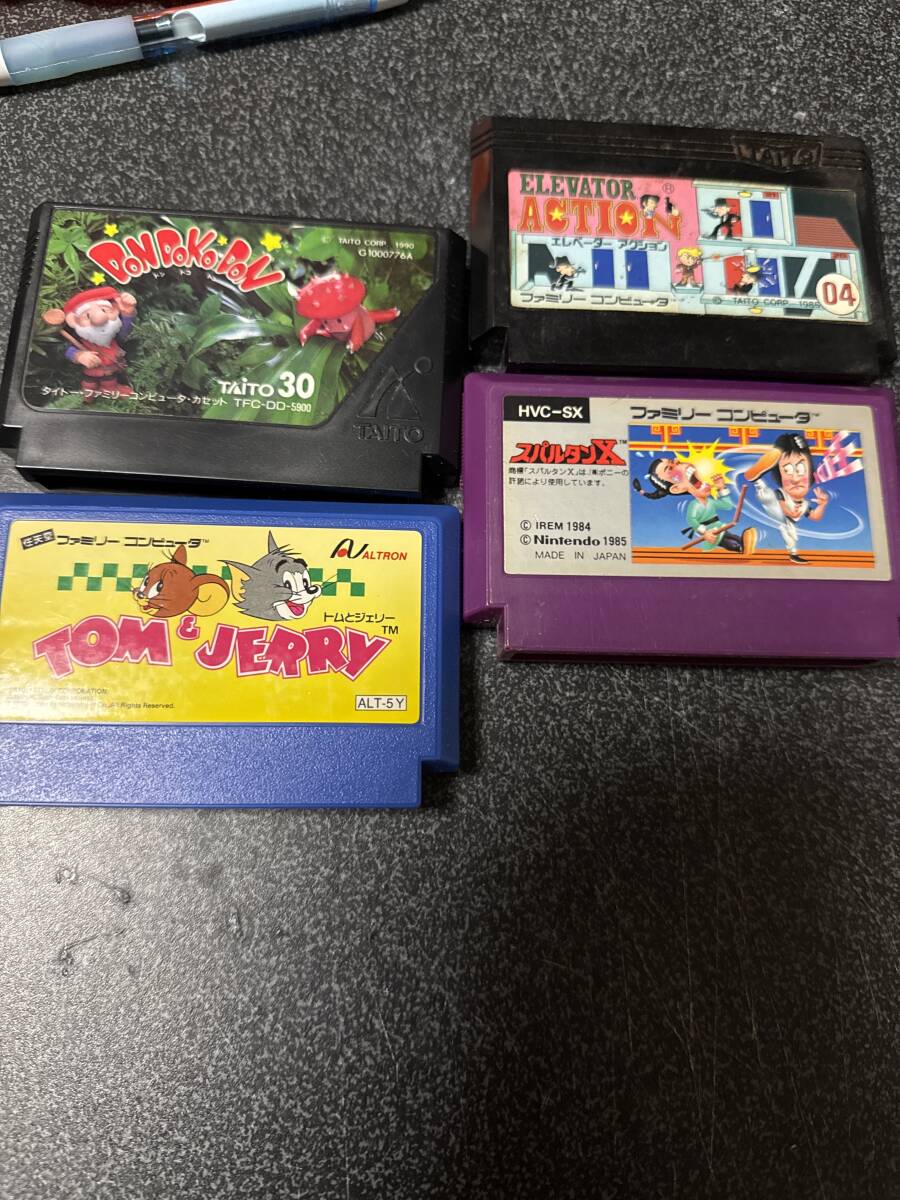 DON DOKO DON
ドン ドコ ドン
© TAITO CORP. 1990
G1000776A
TAITO 30
タイトー・ファミリーコンピュータ・カセット TFC-DD-5900
TAITO
TAITO
ELEVATOR
ACTION ®
エレベーター アクション
ファミリー コンピュータ
© TAITO CORP. 1985
04
任天堂 ファミリー コンピュータ™
ALTRON
トムとジェリー
TOM & JERRY™
ALT-5Y
HVC-SX
ファミリー コンピュータ™
スパルタンX™
商標「スパルタンX」は、(株)ポニーの
許諾により使用しています。
© IREM 1984
© Nintendo 1985
MADE IN JAPAN